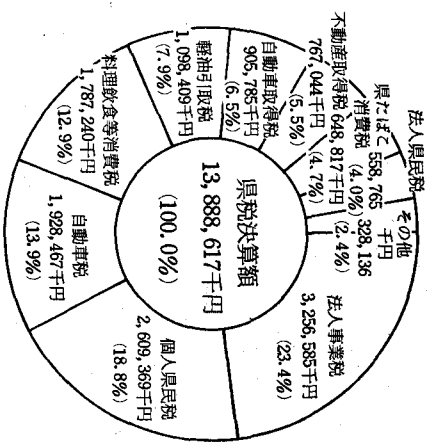 県税決算額
13,888,617千円
(100.0%)
法人事業税
3,256,585千円
(23.4%)
個人県民税
2,609,369千円
(18.8%)
自動車税
1,928,467千円
(13.9%)
料理飲食等消費税
1,787,240千円
(12.9%)
軽油引取税
1,098,409千円
(7.9%)
自動車取得税
905,785千円
(6.5%)
不動産取得税
767,044千円
(5.5%)
法人県民税
648,817千円
(4.7%)
県たばこ
消費税
558,765
(4.0%)
その他
328,136
千円
(2.4%)